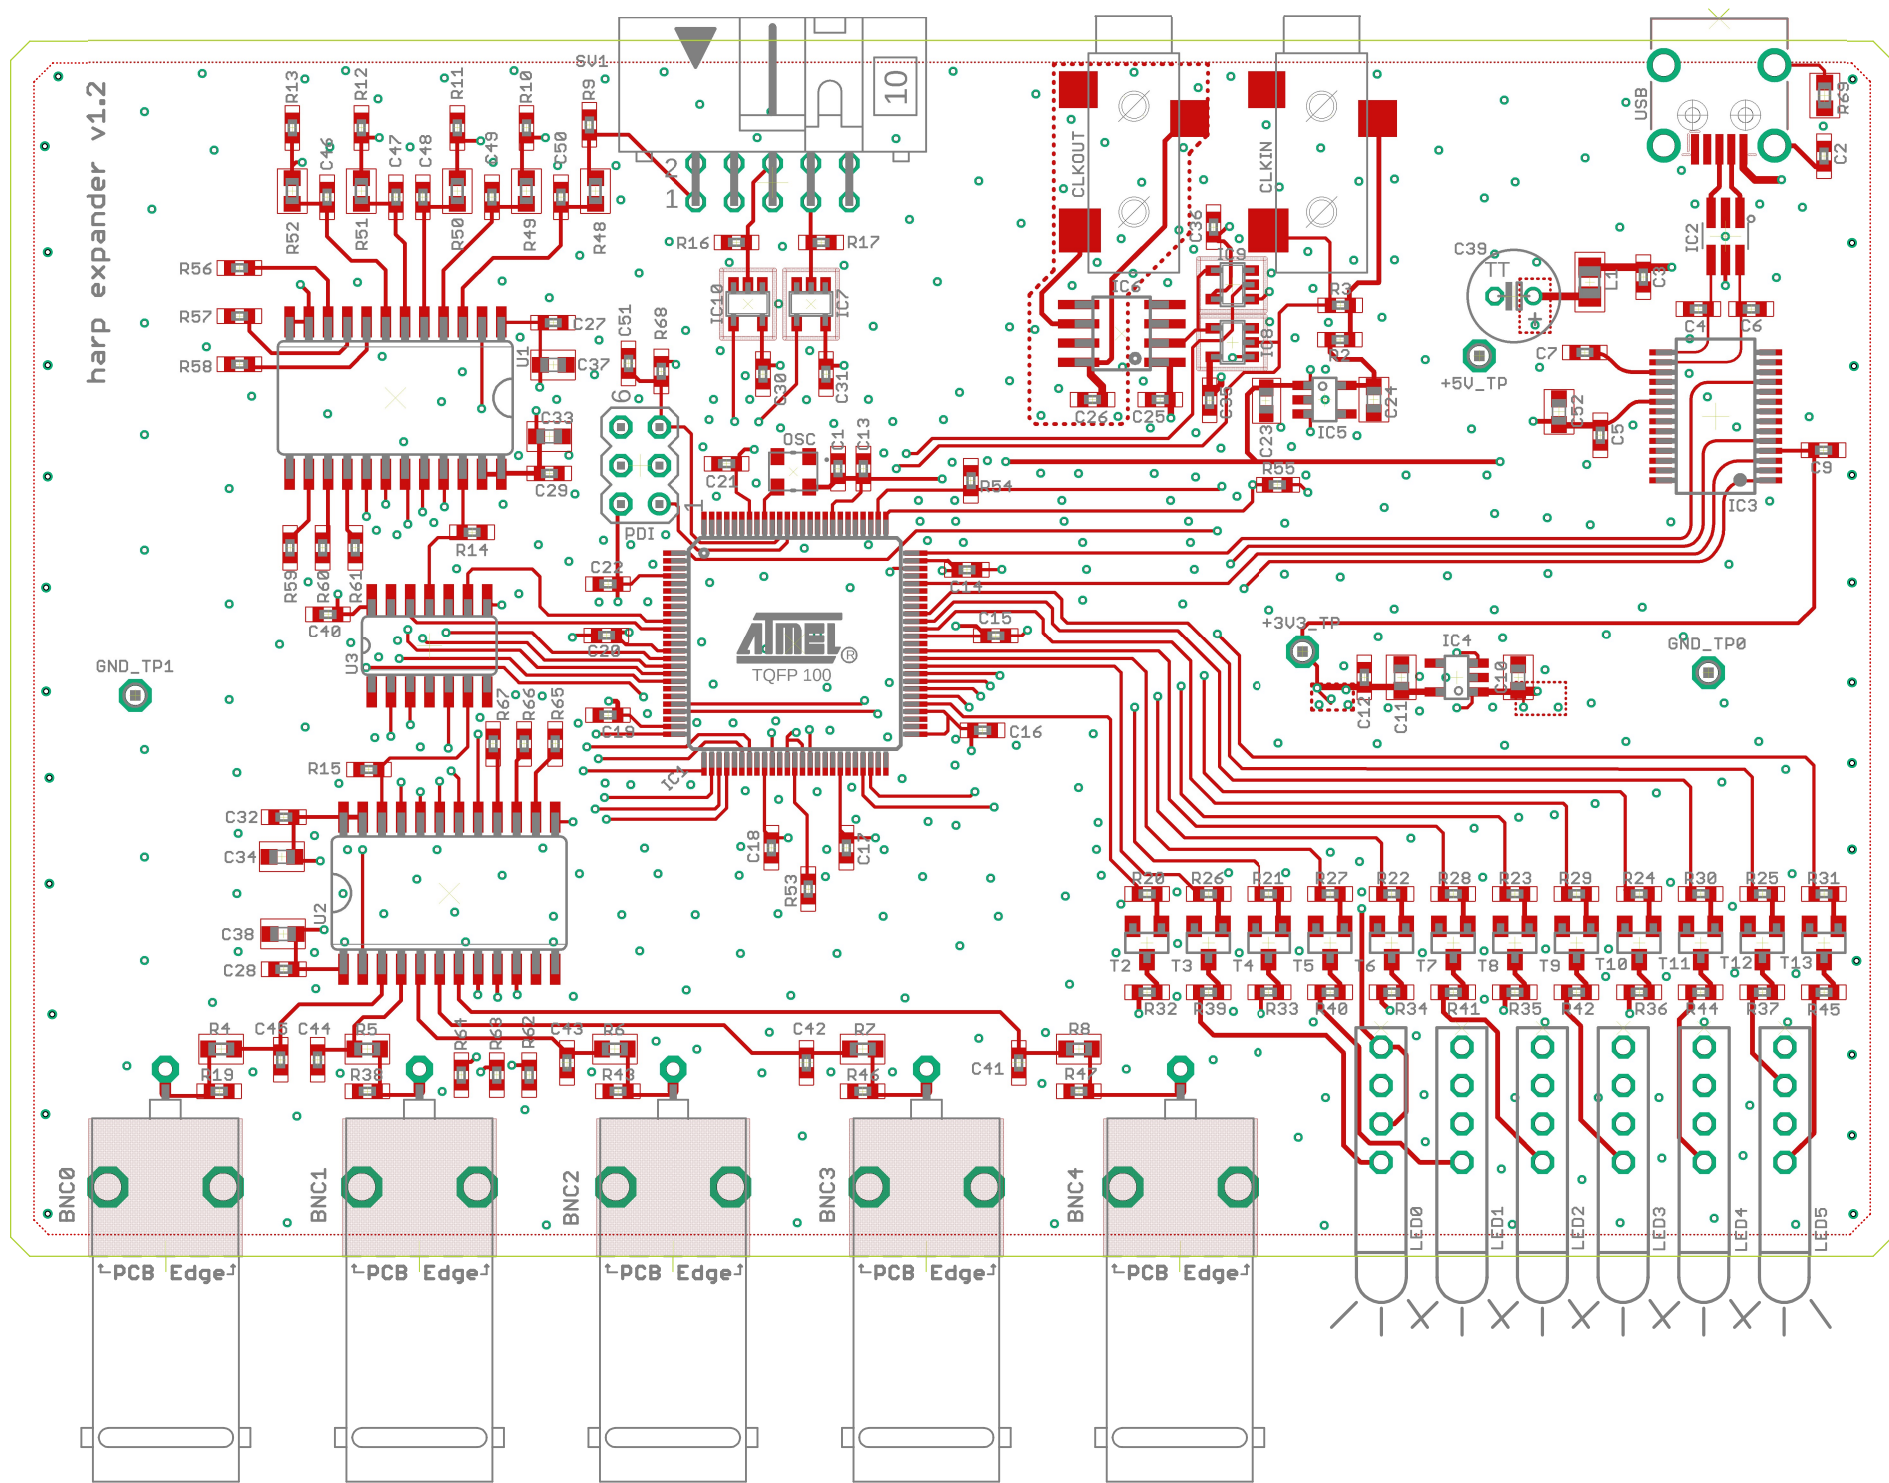 harp expander v1.2
R13
R12
R11
R10
R9
SV1
10
C46
C47
C48
C49
C50
R52
R51
R50
R49
R48
2
1
CLKOUT
CLKIN
USB
R69
C2
R56
R57
R58
R16
R17
IC10
IC7
C36
IC9
IC6
IC8
R3
R2
C39
TT
+
L1
C3
IC2
C4
C6
C27
U1
C37
C51
R68
C30
C31
C26
C25
C35
C23
IC5
C24
+5V_TP
C7
C52
C5
C9
IC3
C33
C29
6
1
PDI
C21
OSC
C1
C13
R54
R55
R59
R60
R61
R14
C22
C14
C40
U3
C20
C15
ATMEL
®
TQFP 100
+3V3_TP
IC4
GND_TP0
GND_TP1
C12
C11
C10
R67
R66
R65
C19
C16
R15
IC1
C32
C34
C18
C17
R53
U2
C38
C28
R20
R26
R21
R27
R22
R28
R23
R29
R24
R30
R25
R31
T2
T3
T4
T5
T6
T7
T8
T9
T10
T11
T12
T13
R32
R39
R33
R40
R34
R41
R35
R42
R36
R44
R37
R45
R4
C45
C44
R5
R64
R63
R62
C43
R6
C42
R7
C41
R8
R19
R38
R43
R46
R47
BNC0
BNC1
BNC2
BNC3
BNC4
LED0
LED1
LED2
LED3
LED4
LED5
PCB Edge
PCB Edge
PCB Edge
PCB Edge
PCB Edge